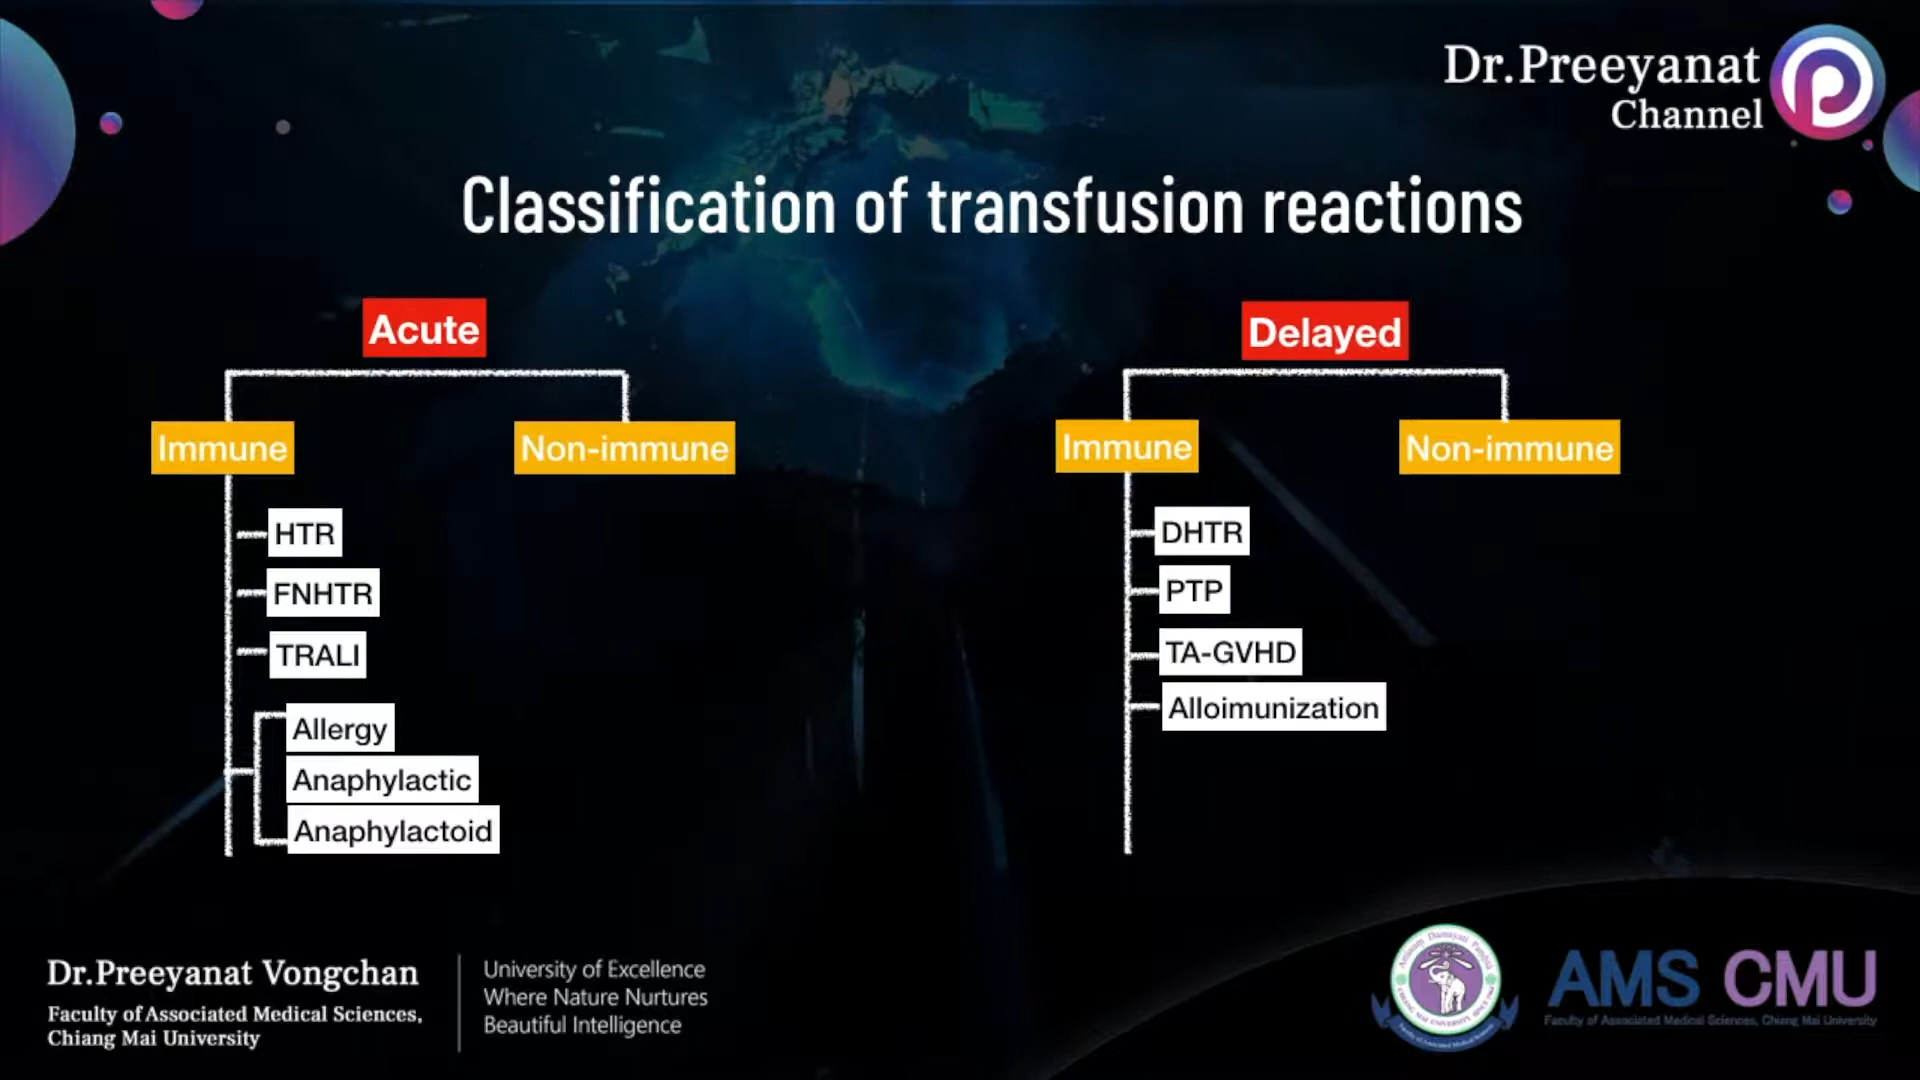 Dr.Preeyanat
Channel
Classification of transfusion reactions
Acute
Immune
Non-immune
HTR
FNHTR
TRALI
Allergy
Anaphylactic
Anaphylactoid
Delayed
Immune
Non-immune
DHTR
PTP
TA-GVHD
Alloimunization
Dr.Preeyanat Vongchan
Faculty of Associated Medical Sciences,
Chiang Mai University
University of Excellence
Where Nature Nurtures
Beautiful Intelligence
AMS CMU
Faculty of Associated Medical Sciences, Chiang Mai University